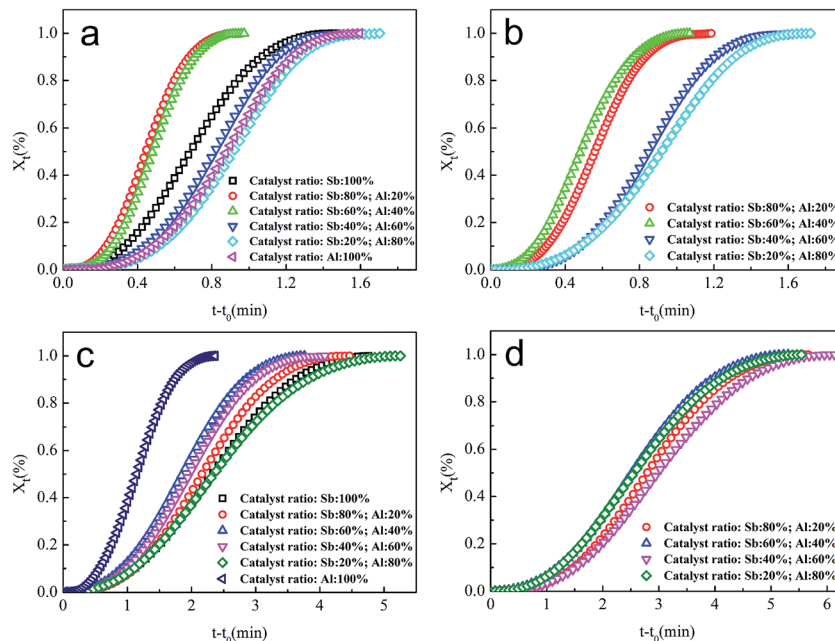 a
1.0
0.8
0.6
0.4
0.2
0.0
Xt(%)
Catalyst ratio: Sb:100%
Catalyst ratio: Sb:80%; Al:20%
Catalyst ratio: Sb:60%; Al:40%
Catalyst ratio: Sb:40%; Al:60%
Catalyst ratio: Sb:20%; Al:80%
Catalyst ratio: Al:100%
0.0 0.4 0.8 1.2 1.6
t-t0(min)
b
1.0
0.8
0.6
0.4
0.2
0.0
Xt(%)
Catalyst ratio: Sb:80%; Al:20%
Catalyst ratio: Sb:60%; Al:40%
Catalyst ratio: Sb:40%; Al:60%
Catalyst ratio: Sb:20%; Al:80%
0.0 0.4 0.8 1.2 1.6
t-t0(min)
c
1.0
0.8
0.6
0.4
0.2
0.0
Xt(%)
Catalyst ratio: Sb:100%
Catalyst ratio: Sb:80%; Al:20%
Catalyst ratio: Sb:60%; Al:40%
Catalyst ratio: Sb:40%; Al:60%
Catalyst ratio: Sb:20%; Al:80%
Catalyst ratio: Al:100%
0 1 2 3 4 5
t-t0(min)
d
1.0
0.8
0.6
0.4
0.2
0.0
Xt(%)
Catalyst ratio: Sb:80%; Al:20%
Catalyst ratio: Sb:60%; Al:40%
Catalyst ratio: Sb:40%; Al:60%
Catalyst ratio: Sb:20%; Al:80%
0 1 2 3 4 5 6
t-t0(min)